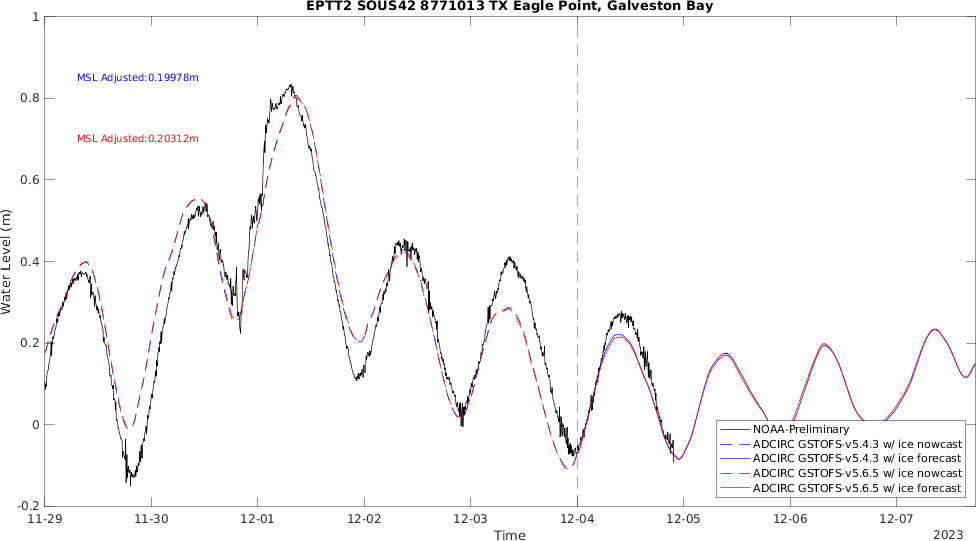 EPTT2 SOUS42 8771013 TX Eagle Point, Galveston Bay
1
MSL Adjusted:0.19978m
0.8
MSL Adjusted:0.20312m
0.6
0.4
0.2
0
-0.2
Water Level (m)
NOAA-Preliminary
ADCIRC GSTOFS-v5.4.3 w/ ice nowcast
ADCIRC GSTOFS-v5.4.3 w/ ice forecast
ADCIRC GSTOFS-v5.6.5 w/ ice nowcast
ADCIRC GSTOFS-v5.6.5 w/ ice forecast
11-29 11-30 12-01 12-02 12-03 12-04 12-05 12-06 12-07
Time
2023